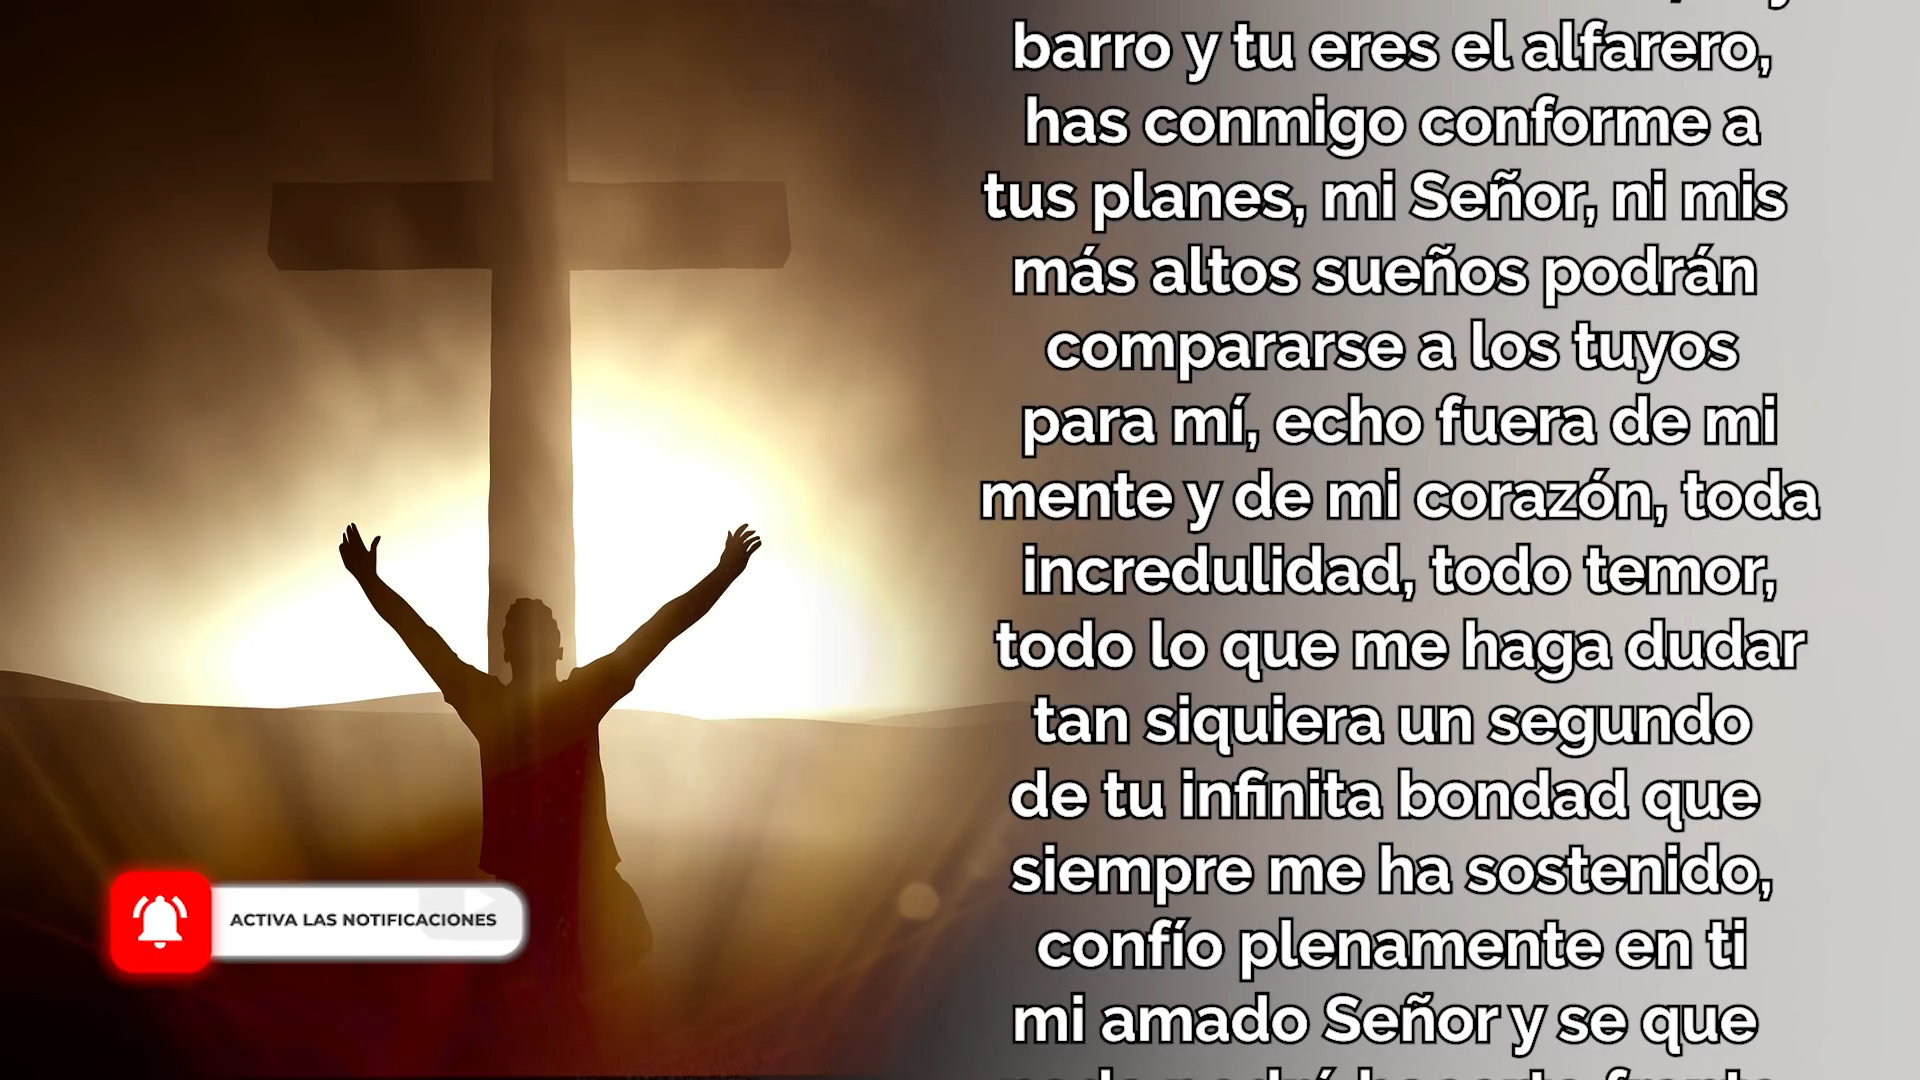 barro y tu eres el alfarero,
has conmigo conforme a
tus planes, mi Señor, ni mis
más altos sueños podrán
compararse a los tuyos
para mí, echo fuera de mi
mente y de mi corazón, toda
incredulidad, todo temor,
todo lo que me haga dudar
tan siquiera un segundo
de tu infinita bondad que
siempre me ha sostenido,
confío plenamente en ti
mi amado Señor y se que
ACTIVA LAS NOTIFICACIONES